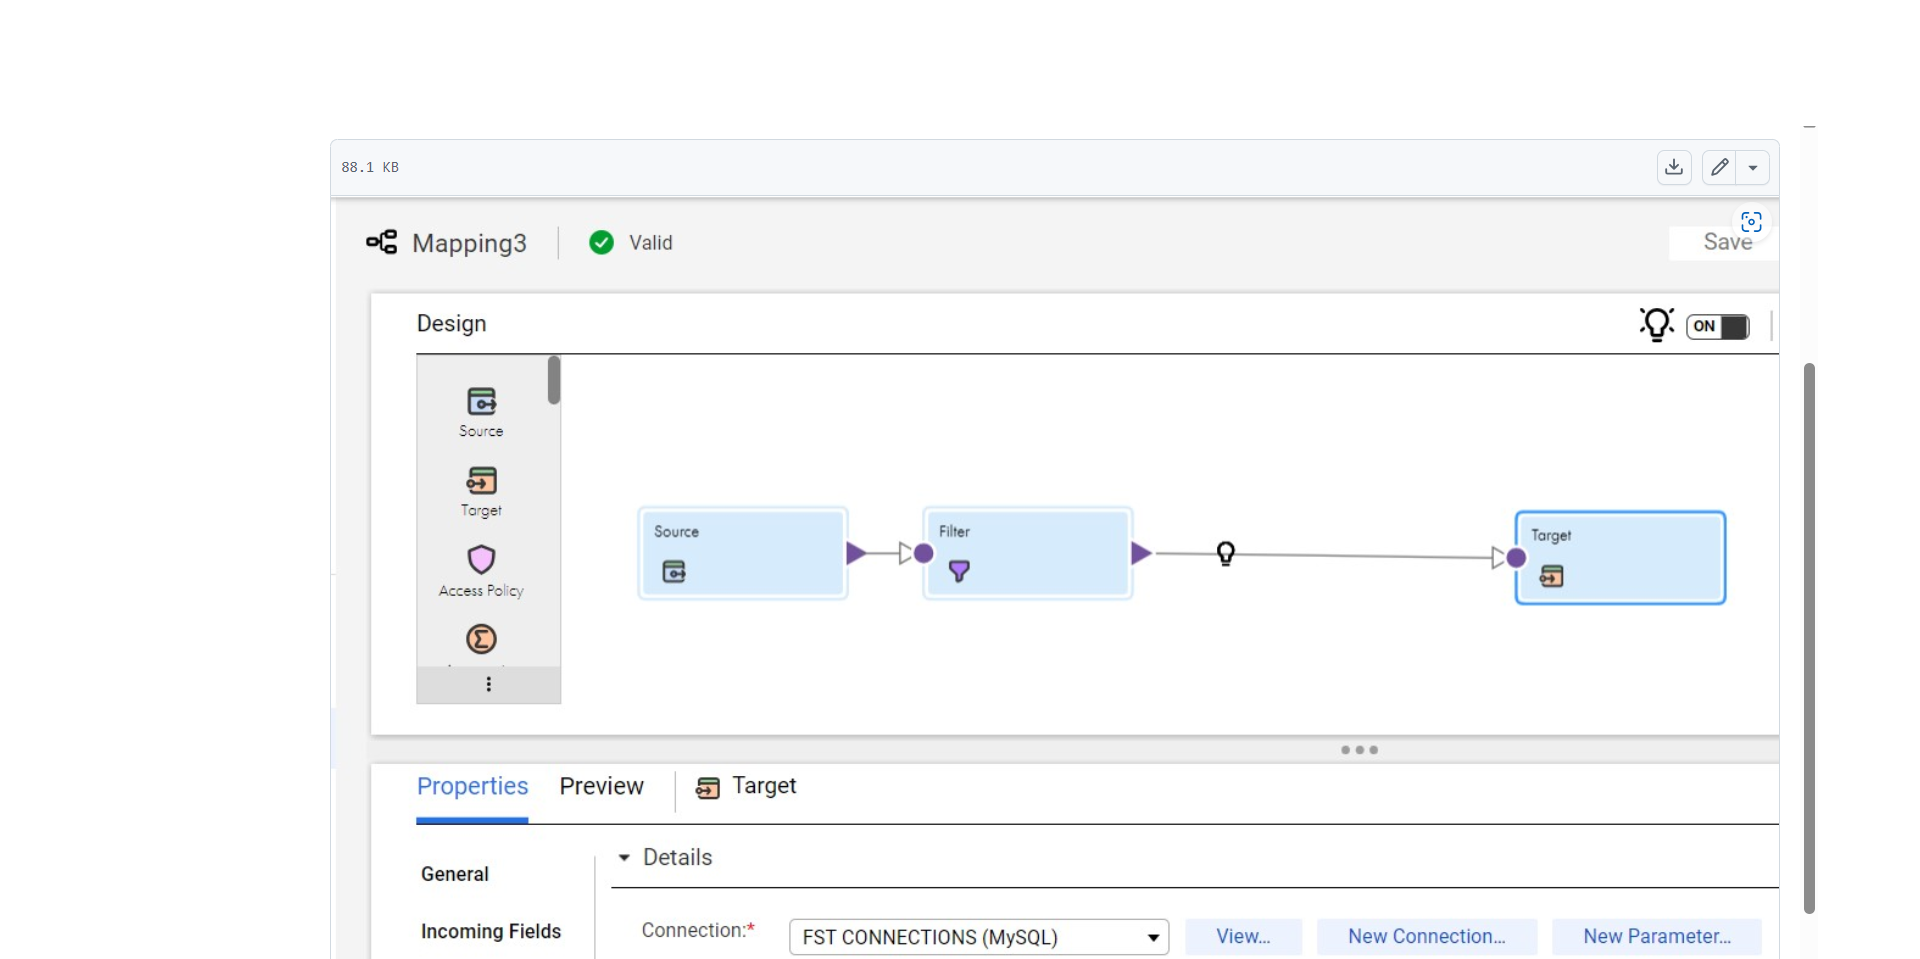 88.1 KB
Mapping3
Valid
Save
Design
ON
Source
Target
Access Policy
Source
Filter
Target
Properties
Preview
Target
General
Incoming Fields
Details
Connection:*
FST CONNECTIONS (MySQL)
View...
New Connection...
New Parameter...